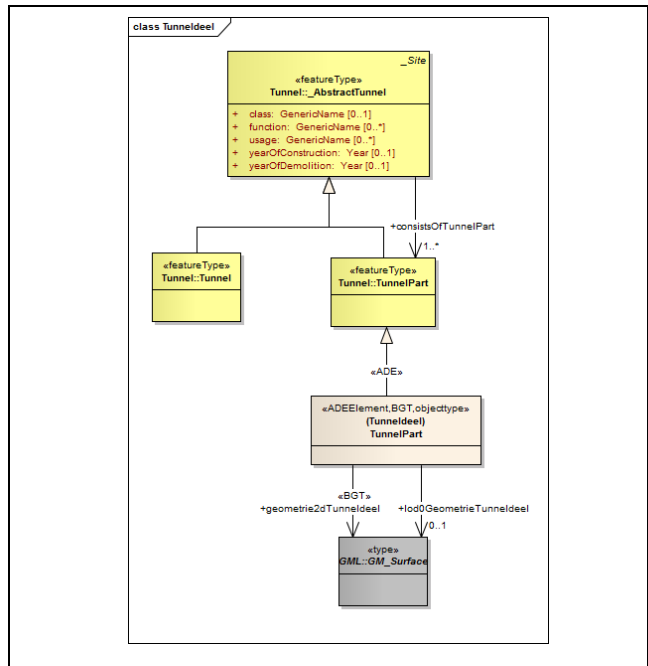 class Tunneldeel
_Site
«featureType»
Tunnel::_AbstractTunnel
+ class: GenericName [0..1]
+ function: GenericName [0..*]
+ usage: GenericName [0..*]
+ yearOfConstruction: Year [0..1]
+ yearOfDemolition: Year [0..1]
+consistsOfTunnelPart
1..*
«featureType»
Tunnel::Tunnel
«featureType»
Tunnel::TunnelPart
«ADE»
«ADEElement,BGT,objecttype»
(Tunneldeel)
TunnelPart
«BGT»
+geometrie2dTunneldeel
+lod0GeometrieTunneldeel
0..1
«type»
GML::GM_Surface